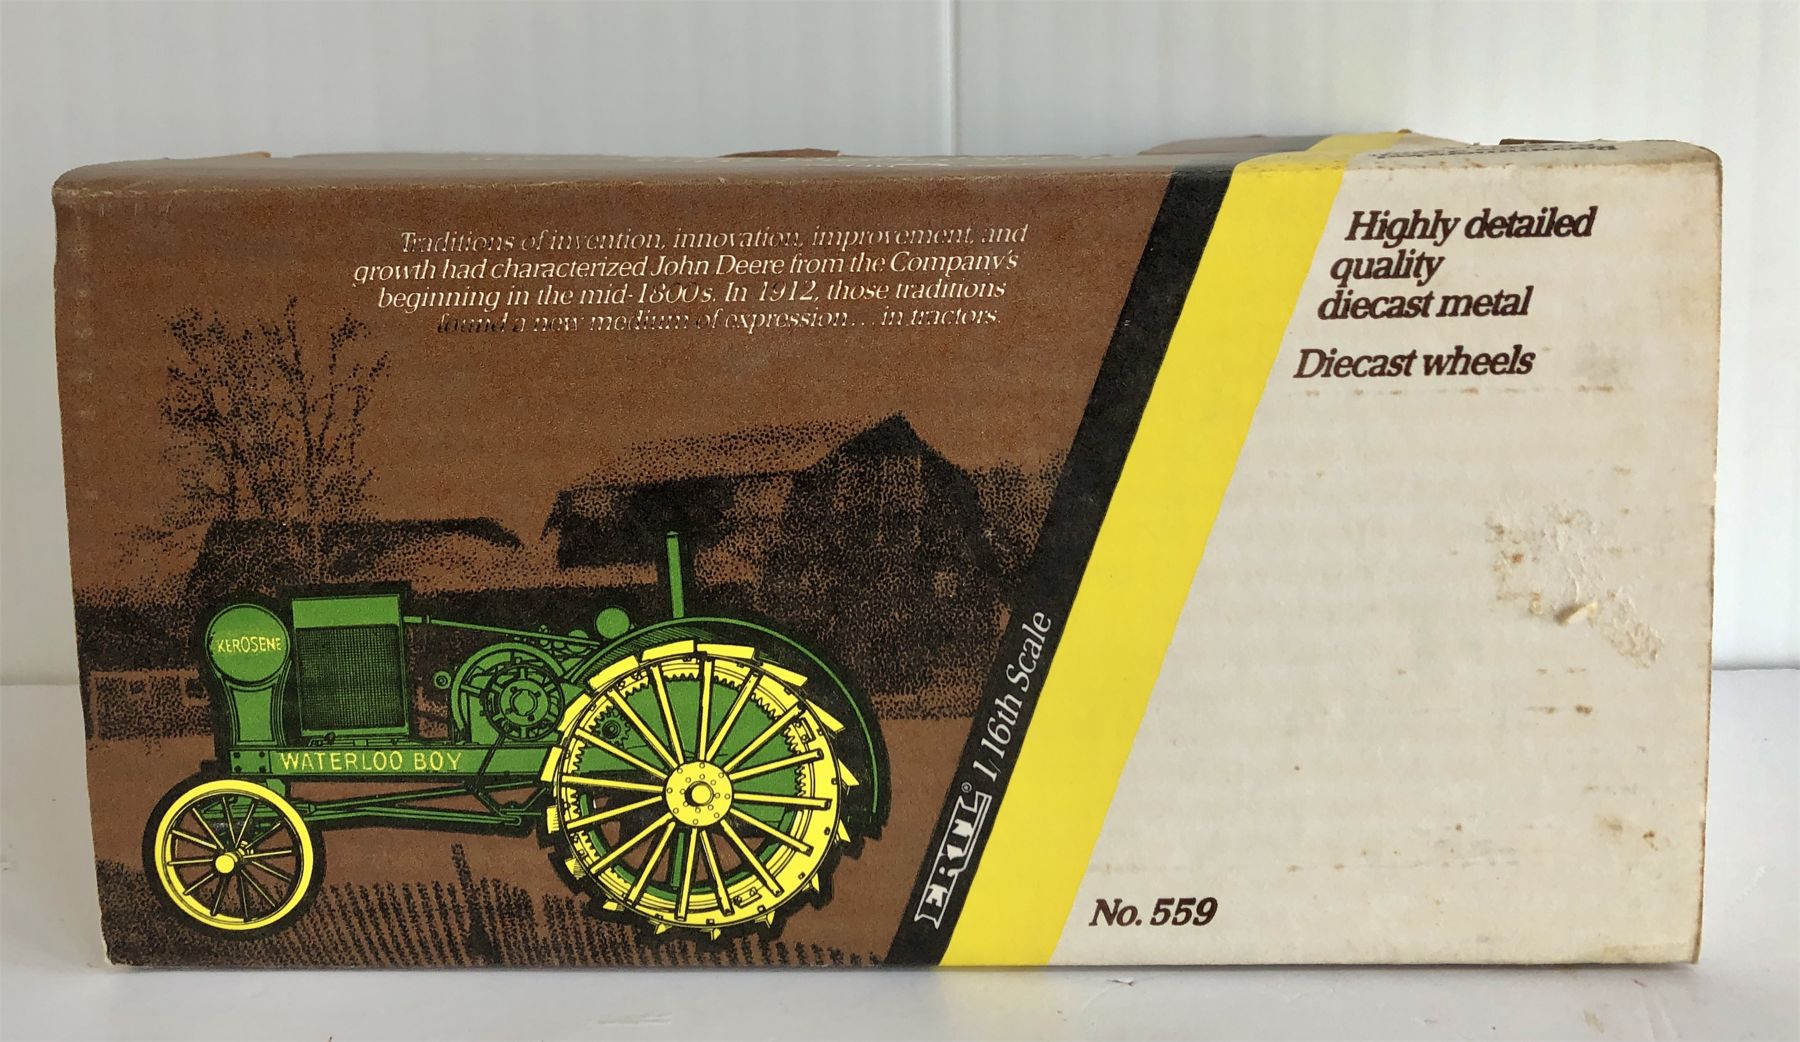 Traditions of invention, innovation, improvement, and
growth had characterized John Deere from the Company's
beginning in the mid-1800s. In 1912, those traditions
found a new medium of expression... in tractors.
Highly detailed
quality
diecast metal
Diecast wheels
KEROSENE
WATERLOO BOY
ERTL® 1/16th Scale
No. 559